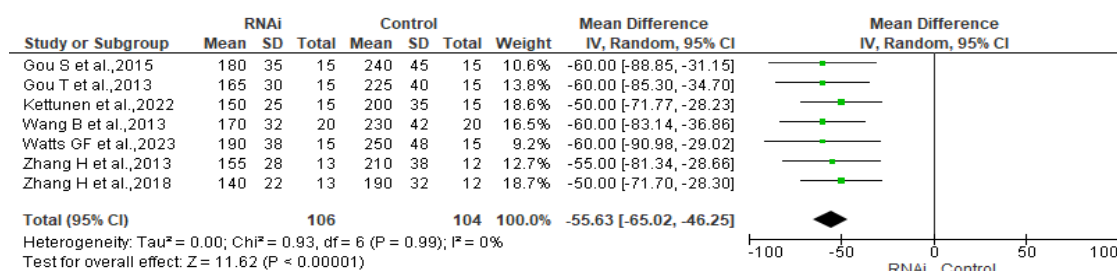 RNAi Control Mean Difference Mean Difference
Study or Subgroup Mean SD Total Mean SD Total Weight IV, Random, 95% CI IV, Random, 95% CI
Gou S et al.,2015 180 35 15 240 45 15 10.6% -60.00 [-88.85, -31.15]
Gou T et al.,2013 165 30 15 225 40 15 13.8% -60.00 [-85.30, -34.70]
Kettunen et al.,2022 150 25 15 200 35 15 18.6% -50.00 [-71.77, -28.23]
Wang B et al.,2013 170 32 20 230 42 20 16.5% -60.00 [-83.14, -36.86]
Watts GF et al.,2023 190 38 15 250 48 15 9.2% -60.00 [-90.98, -29.02]
Zhang H et al.,2013 155 28 13 210 38 12 12.7% -55.00 [-81.34, -28.66]
Zhang H et al.,2018 140 22 13 190 32 12 18.7% -50.00 [-71.70, -28.30]
Total (95% CI) 106 104 100.0% -55.63 [-65.02, -46.25]
Heterogeneity: Tau² = 0.00; Chi² = 0.93, df = 6 (P = 0.99); I² = 0%
Test for overall effect: Z = 11.62 (P < 0.00001)
-100 -50 0 50 100
RNAi Control